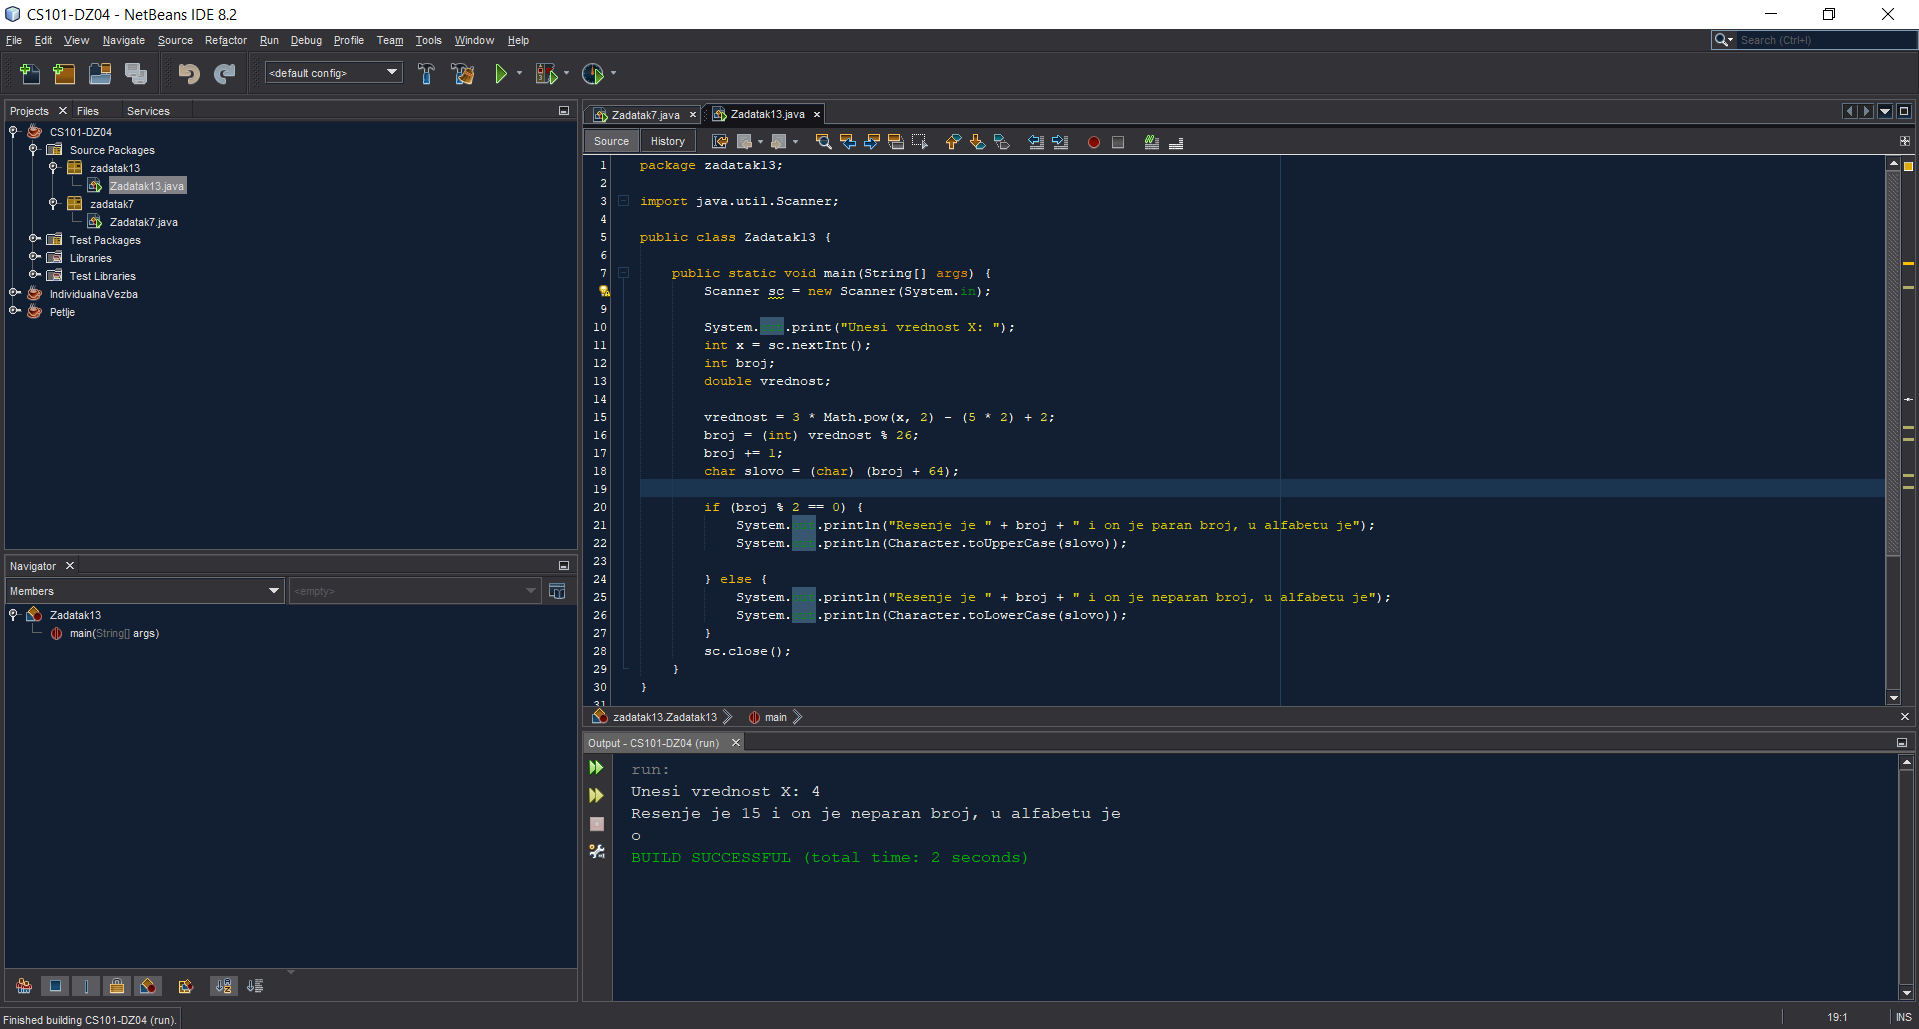 CS101-DZ04 - NetBeans IDE 8.2
File Edit View Navigate Source Refactor Run Debug Profile Team Tools Window Help
Search (Ctrl+I)
<default config>
Projects Files Services
CS101-DZ04
Source Packages
zadatak13
Zadatak13.java
zadatak7
Zadatak7.java
Test Packages
Libraries
Test Libraries
IndividualnaVezba
Petlje
Navigator
Members
<empty>
Zadatak13
main(String[] args)
Zadatak7.java Zadatak13.java
Source History
1 package zadatak13;
2
3 import java.util.Scanner;
4
5 public class Zadatak13 {
6
7 public static void main(String[] args) {
Scanner sc = new Scanner(System.in);
9
10 System.out.print("Unesi vrednost X: ");
11 int x = sc.nextInt();
12 int broj;
13 double vrednost;
14
15 vrednost = 3 * Math.pow(x, 2) - (5 * 2) + 2;
16 broj = (int) vrednost % 26;
17 broj += 1;
18 char slovo = (char) (broj + 64);
19
20 if (broj % 2 == 0) {
21 System.out.println("Resenje je " + broj + " i on je paran broj, u alfabetu je");
22 System.out.println(Character.toUpperCase(slovo));
23
24 } else {
25 System.out.println("Resenje je " + broj + " i on je neparan broj, u alfabetu je");
26 System.out.println(Character.toLowerCase(slovo));
27 }
28 sc.close();
29 }
30 }
31
zadatak13.Zadatak13 main
Output - CS101-DZ04 (run)
run:
Unesi vrednost X: 4
Resenje je 15 i on je neparan broj, u alfabetu je
o
BUILD SUCCESSFUL (total time: 2 seconds)
Finished building CS101-DZ04 (run).
19:1 INS